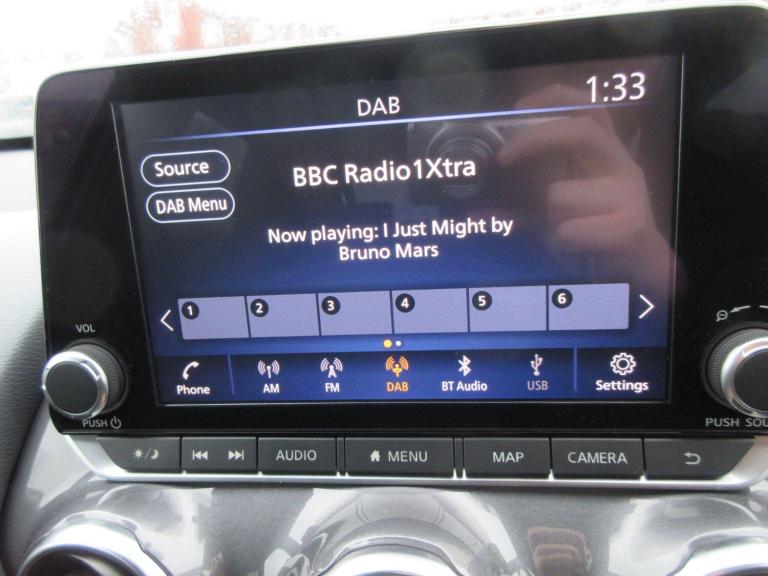 DAB
1:33
Source
BBC Radio1Xtra
DAB Menu
Now playing: I Just Might by
Bruno Mars
1 2 3 4 5 6
Phone AM FM DAB BT Audio USB Settings
VOL
PUSH
PUSH SOU
AUDIO MENU MAP CAMERA